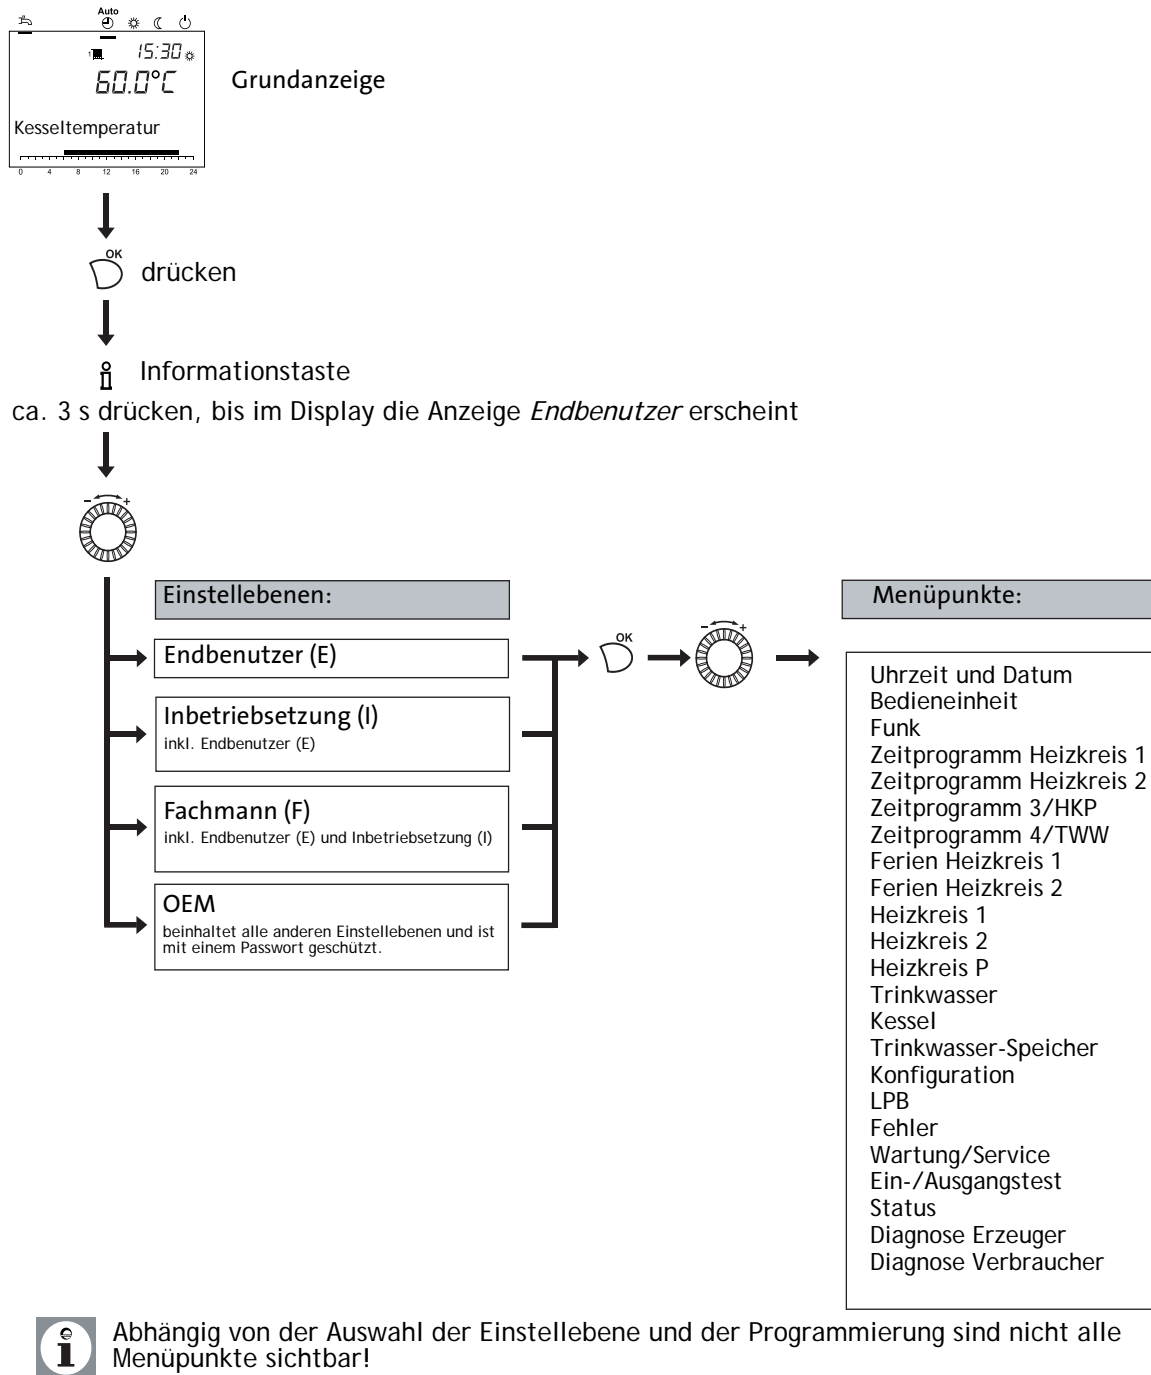 Auto
15:30
1
60.0°C
Grundanzeige
Kesseltemperatur
0 4 8 12 16 20 24
OK
drücken
Informationstaste
ca. 3 s drücken, bis im Display die Anzeige Endbenutzer erscheint
- +
Einstellebenen:
Menüpunkte:
Endbenutzer (E)
OK
- +
Inbetriebsetzung (I)
inkl. Endbenutzer (E)
Fachmann (F)
inkl. Endbenutzer (E) und Inbetriebsetzung (I)
OEM
beinhaltet alle anderen Einstellebenen und ist
mit einem Passwort geschützt.
Uhrzeit und Datum
Bedieneinheit
Funk
Zeitprogramm Heizkreis 1
Zeitprogramm Heizkreis 2
Zeitprogramm 3/HKP
Zeitprogramm 4/TWW
Ferien Heizkreis 1
Ferien Heizkreis 2
Heizkreis 1
Heizkreis 2
Heizkreis P
Trinkwasser
Kessel
Trinkwasser-Speicher
Konfiguration
LPB
Fehler
Wartung/Service
Ein-/Ausgangstest
Status
Diagnose Erzeuger
Diagnose Verbraucher
Abhängig von der Auswahl der Einstellebene und der Programmierung sind nicht alle
Menüpunkte sichtbar!